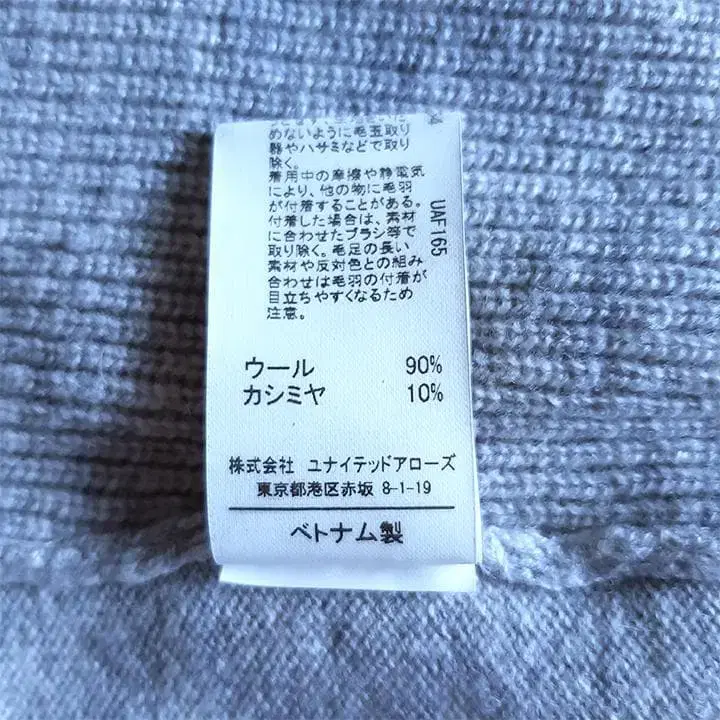 めないように毛玉取り
器やハサミなどで取り
除く。
着用中の摩擦や静電気
により、他の物に毛羽
が付着することがある。
付着した場合は、素材
に合わせたブラシ等で
取り除く。毛足の長い
素材や反対色との組み
合わせは毛羽の付着が
目立ちやすくなるため
注意。
UAF165
ウール 90%
カシミヤ 10%
株式会社 ユナイテッドアローズ
東京都港区赤坂 8-1-19
ベトナム製